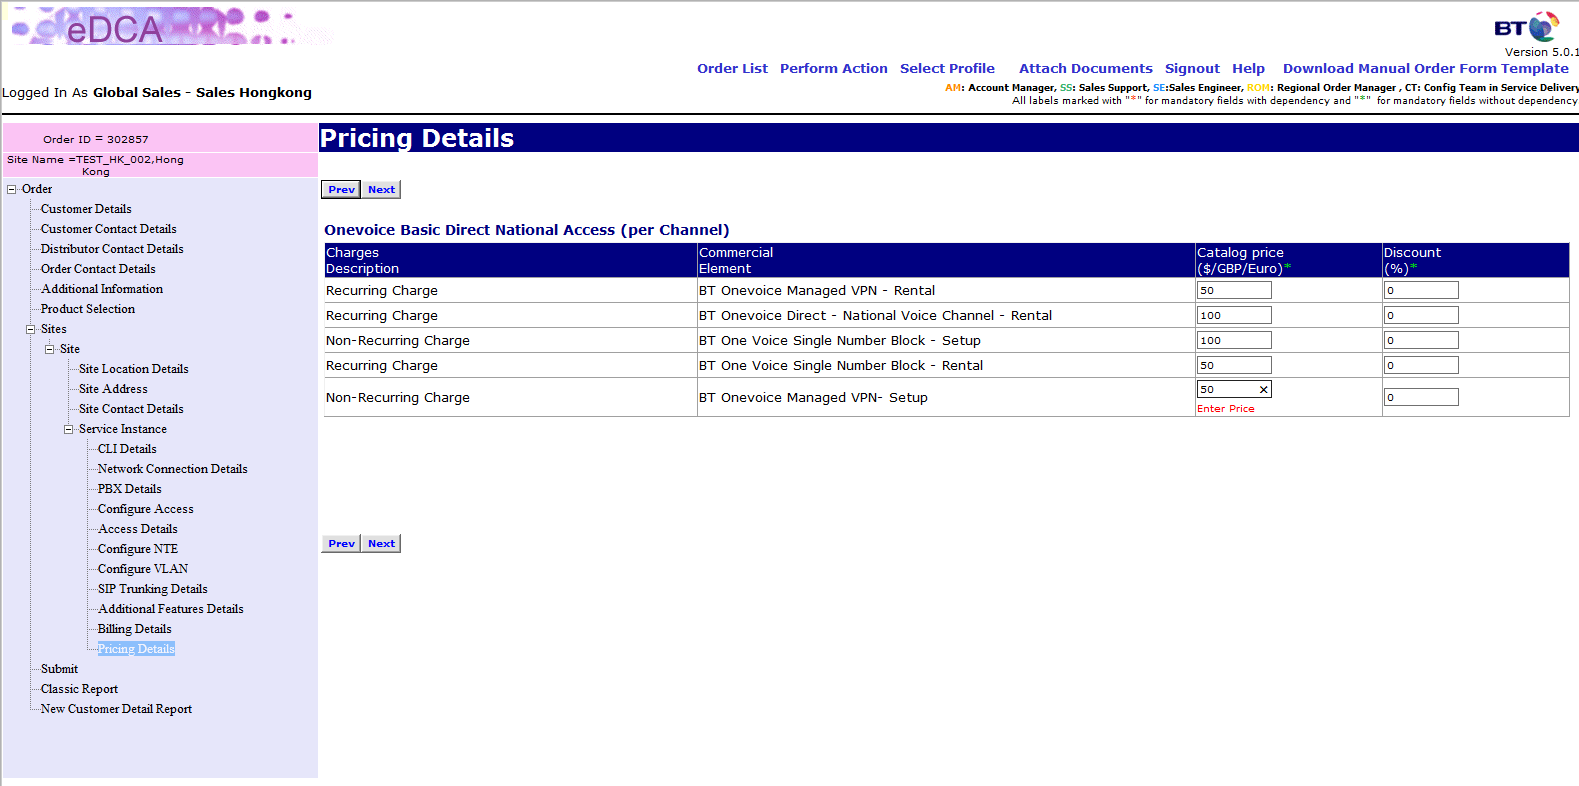 eDCA
BT
Version 5.0.1
Order List Perform Action Select Profile Attach Documents Signout Help Download Manual Order Form Template
Logged In As Global Sales - Sales Hongkong
AM: Account Manager, SS: Sales Support, SE:Sales Engineer, ROM: Regional Order Manager , CT: Config Team in Service Delivery
All labels marked with "*" for mandatory fields with dependency and "*" for mandatory fields without dependency
Order ID = 302857
Site Name =TEST_HK_002,Hong
Kong
Order
Customer Details
Customer Contact Details
Distributor Contact Details
Order Contact Details
Additional Information
Product Selection
Sites
Site
Site Location Details
Site Address
Site Contact Details
Service Instance
CLI Details
Network Connection Details
PBX Details
Configure Access
Access Details
Configure NTE
Configure VLAN
SIP Trunking Details
Additional Features Details
Billing Details
Pricing Details
Submit
Classic Report
New Customer Detail Report
Pricing Details
Prev Next
Onevoice Basic Direct National Access (per Channel)
Charges Commercial Catalog price Discount
Description Element ($/GBP/Euro)* (%)*
Recurring Charge BT Onevoice Managed VPN - Rental 50 0
Recurring Charge BT Onevoice Direct - National Voice Channel - Rental 100 0
Non-Recurring Charge BT One Voice Single Number Block - Setup 100 0
Recurring Charge BT One Voice Single Number Block - Rental 50 0
Non-Recurring Charge BT Onevoice Managed VPN- Setup 50 0
Enter Price
Prev Next